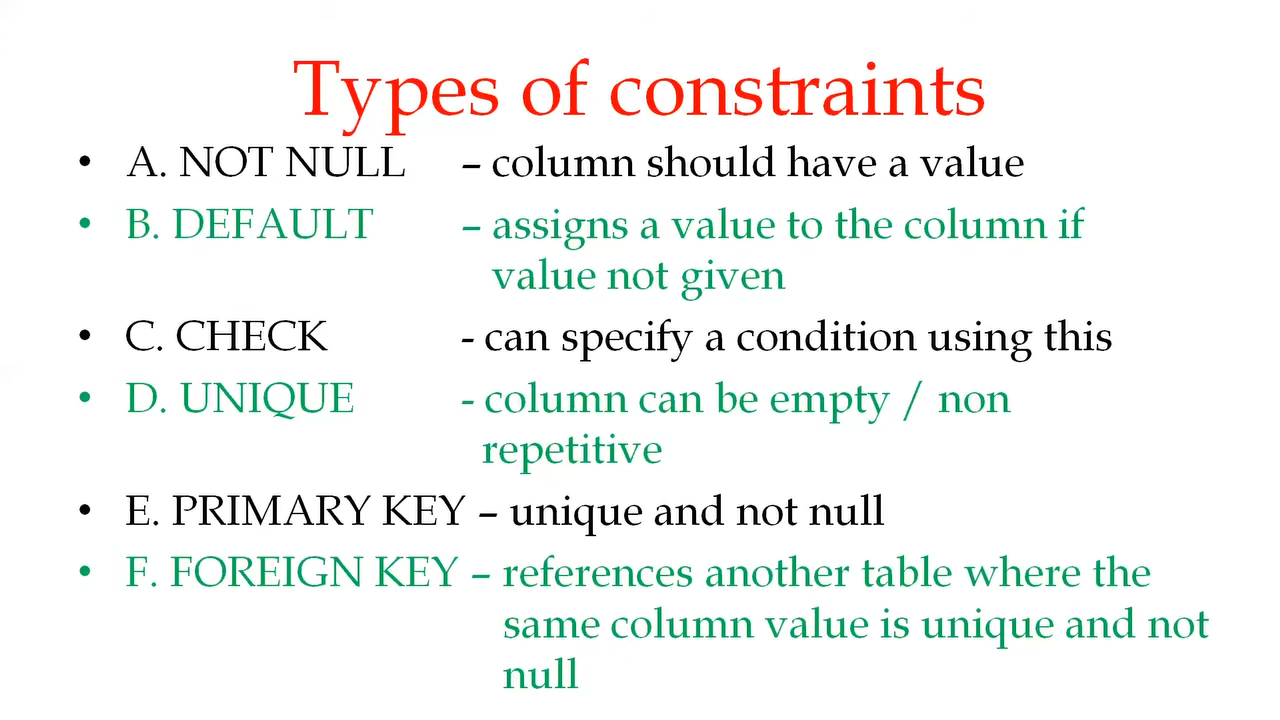 Types of constraints
• A. NOT NULL – column should have a value
• B. DEFAULT – assigns a value to the column if
value not given
• C. CHECK - can specify a condition using this
• D. UNIQUE - column can be empty / non
repetitive
• E. PRIMARY KEY – unique and not null
• F. FOREIGN KEY – references another table where the
same column value is unique and not
null